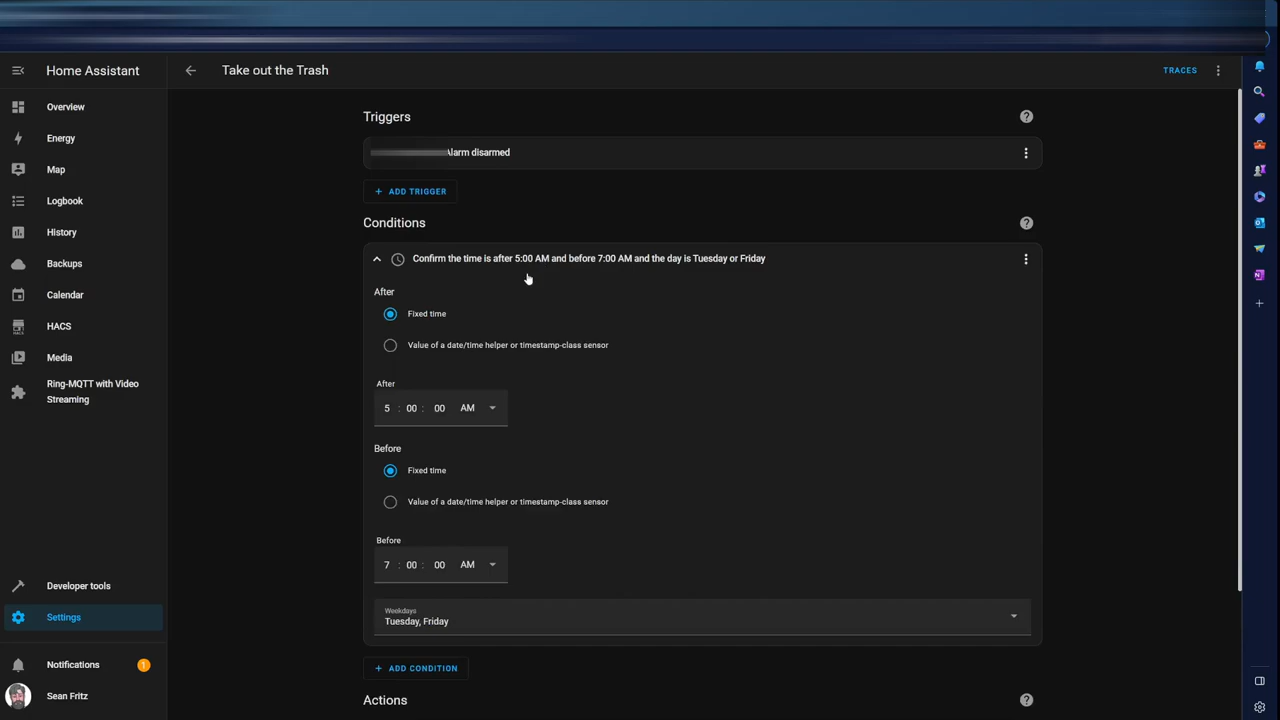 Home Assistant
Take out the Trash
TRACES
Overview
Energy
Map
Logbook
History
Backups
Calendar
HACS
Media
Ring-MQTT with Video
Streaming
Developer tools
Settings
Notifications
1
Sean Fritz
Triggers
larm disarmed
+ ADD TRIGGER
Conditions
Confirm the time is after 5:00 AM and before 7:00 AM and the day is Tuesday or Friday
After
Fixed time
Value of a date/time helper or timestamp-class sensor
After
5 : 00 : 00 AM
Before
Fixed time
Value of a date/time helper or timestamp-class sensor
Before
7 : 00 : 00 AM
Weekdays
Tuesday, Friday
+ ADD CONDITION
Actions